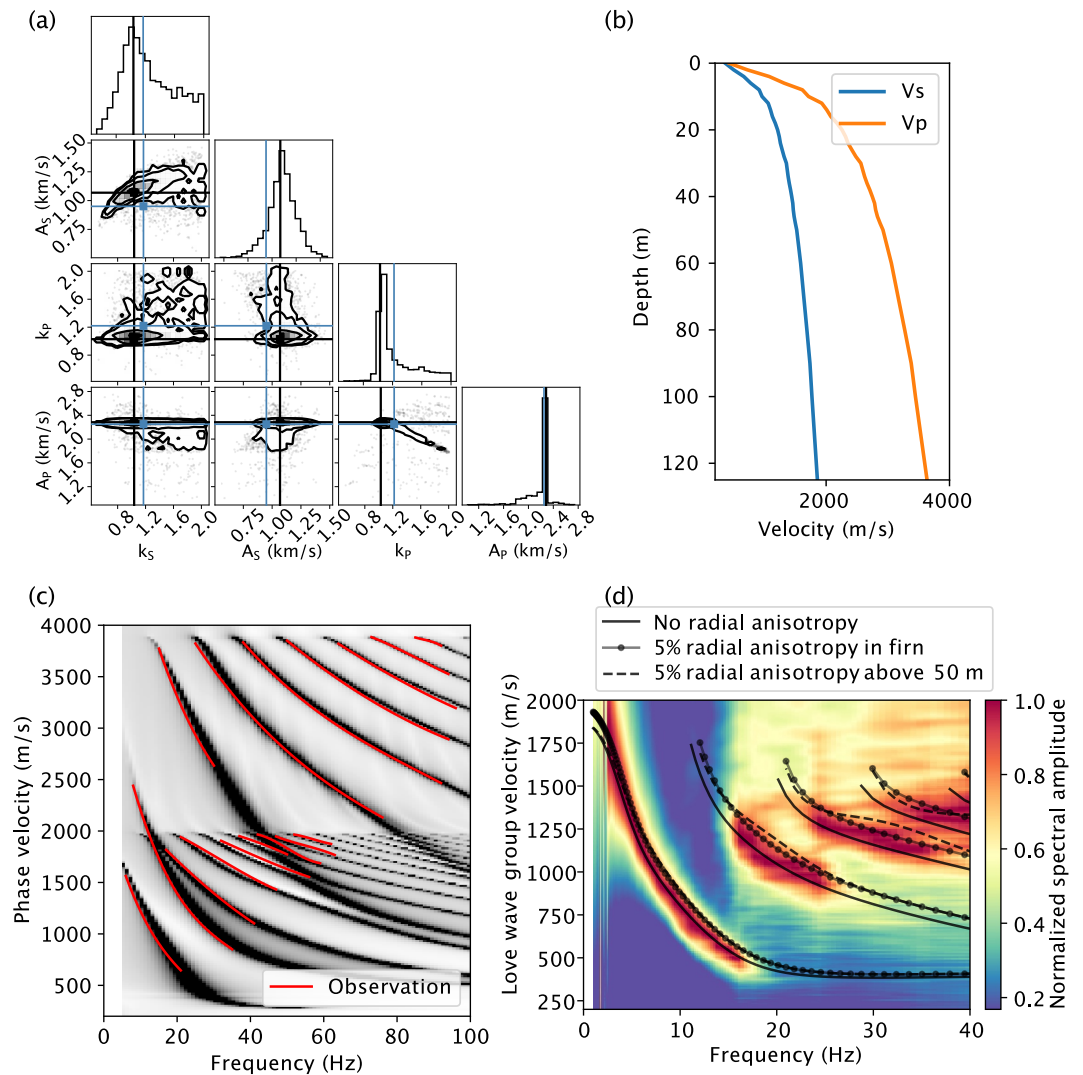 (a)
1.50
1.25
1.00
0.75
A_S (km/s)
2.0
1.6
1.2
0.8
k_P
2.8
2.4
2.0
1.6
1.2
A_P (km/s)
0.8 1.2 1.6 2.0
k_S
0.75 1.00 1.25 1.50
A_S (km/s)
0.8 1.2 1.6 2.0
k_P
1.2 1.6 2.0 2.4 2.8
A_P (km/s)
(b)
Vs
Vp
0
20
40
60
80
100
120
Depth (m)
2000 4000
Velocity (m/s)
(c)
4000
3500
3000
2500
2000
1500
1000
500
Phase velocity (m/s)
Observation
0 20 40 60 80 100
Frequency (Hz)
(d)
No radial anisotropy
5% radial anisotropy in firn
5% radial anisotropy above 50 m
2000
1750
1500
1250
1000
750
500
250
Love wave group velocity (m/s)
0 10 20 30 40
Frequency (Hz)
1.0
0.8
0.6
0.4
0.2
Normalized spectral amplitude